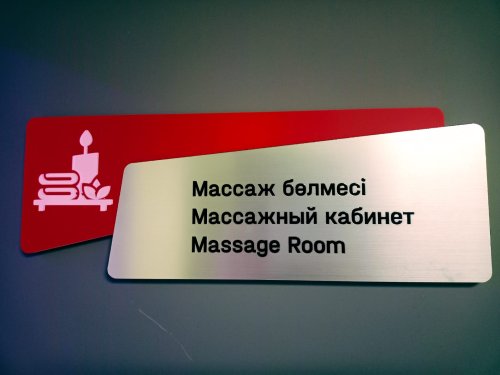 Массаж бөлмесі
Массажный кабинет
Massage Room